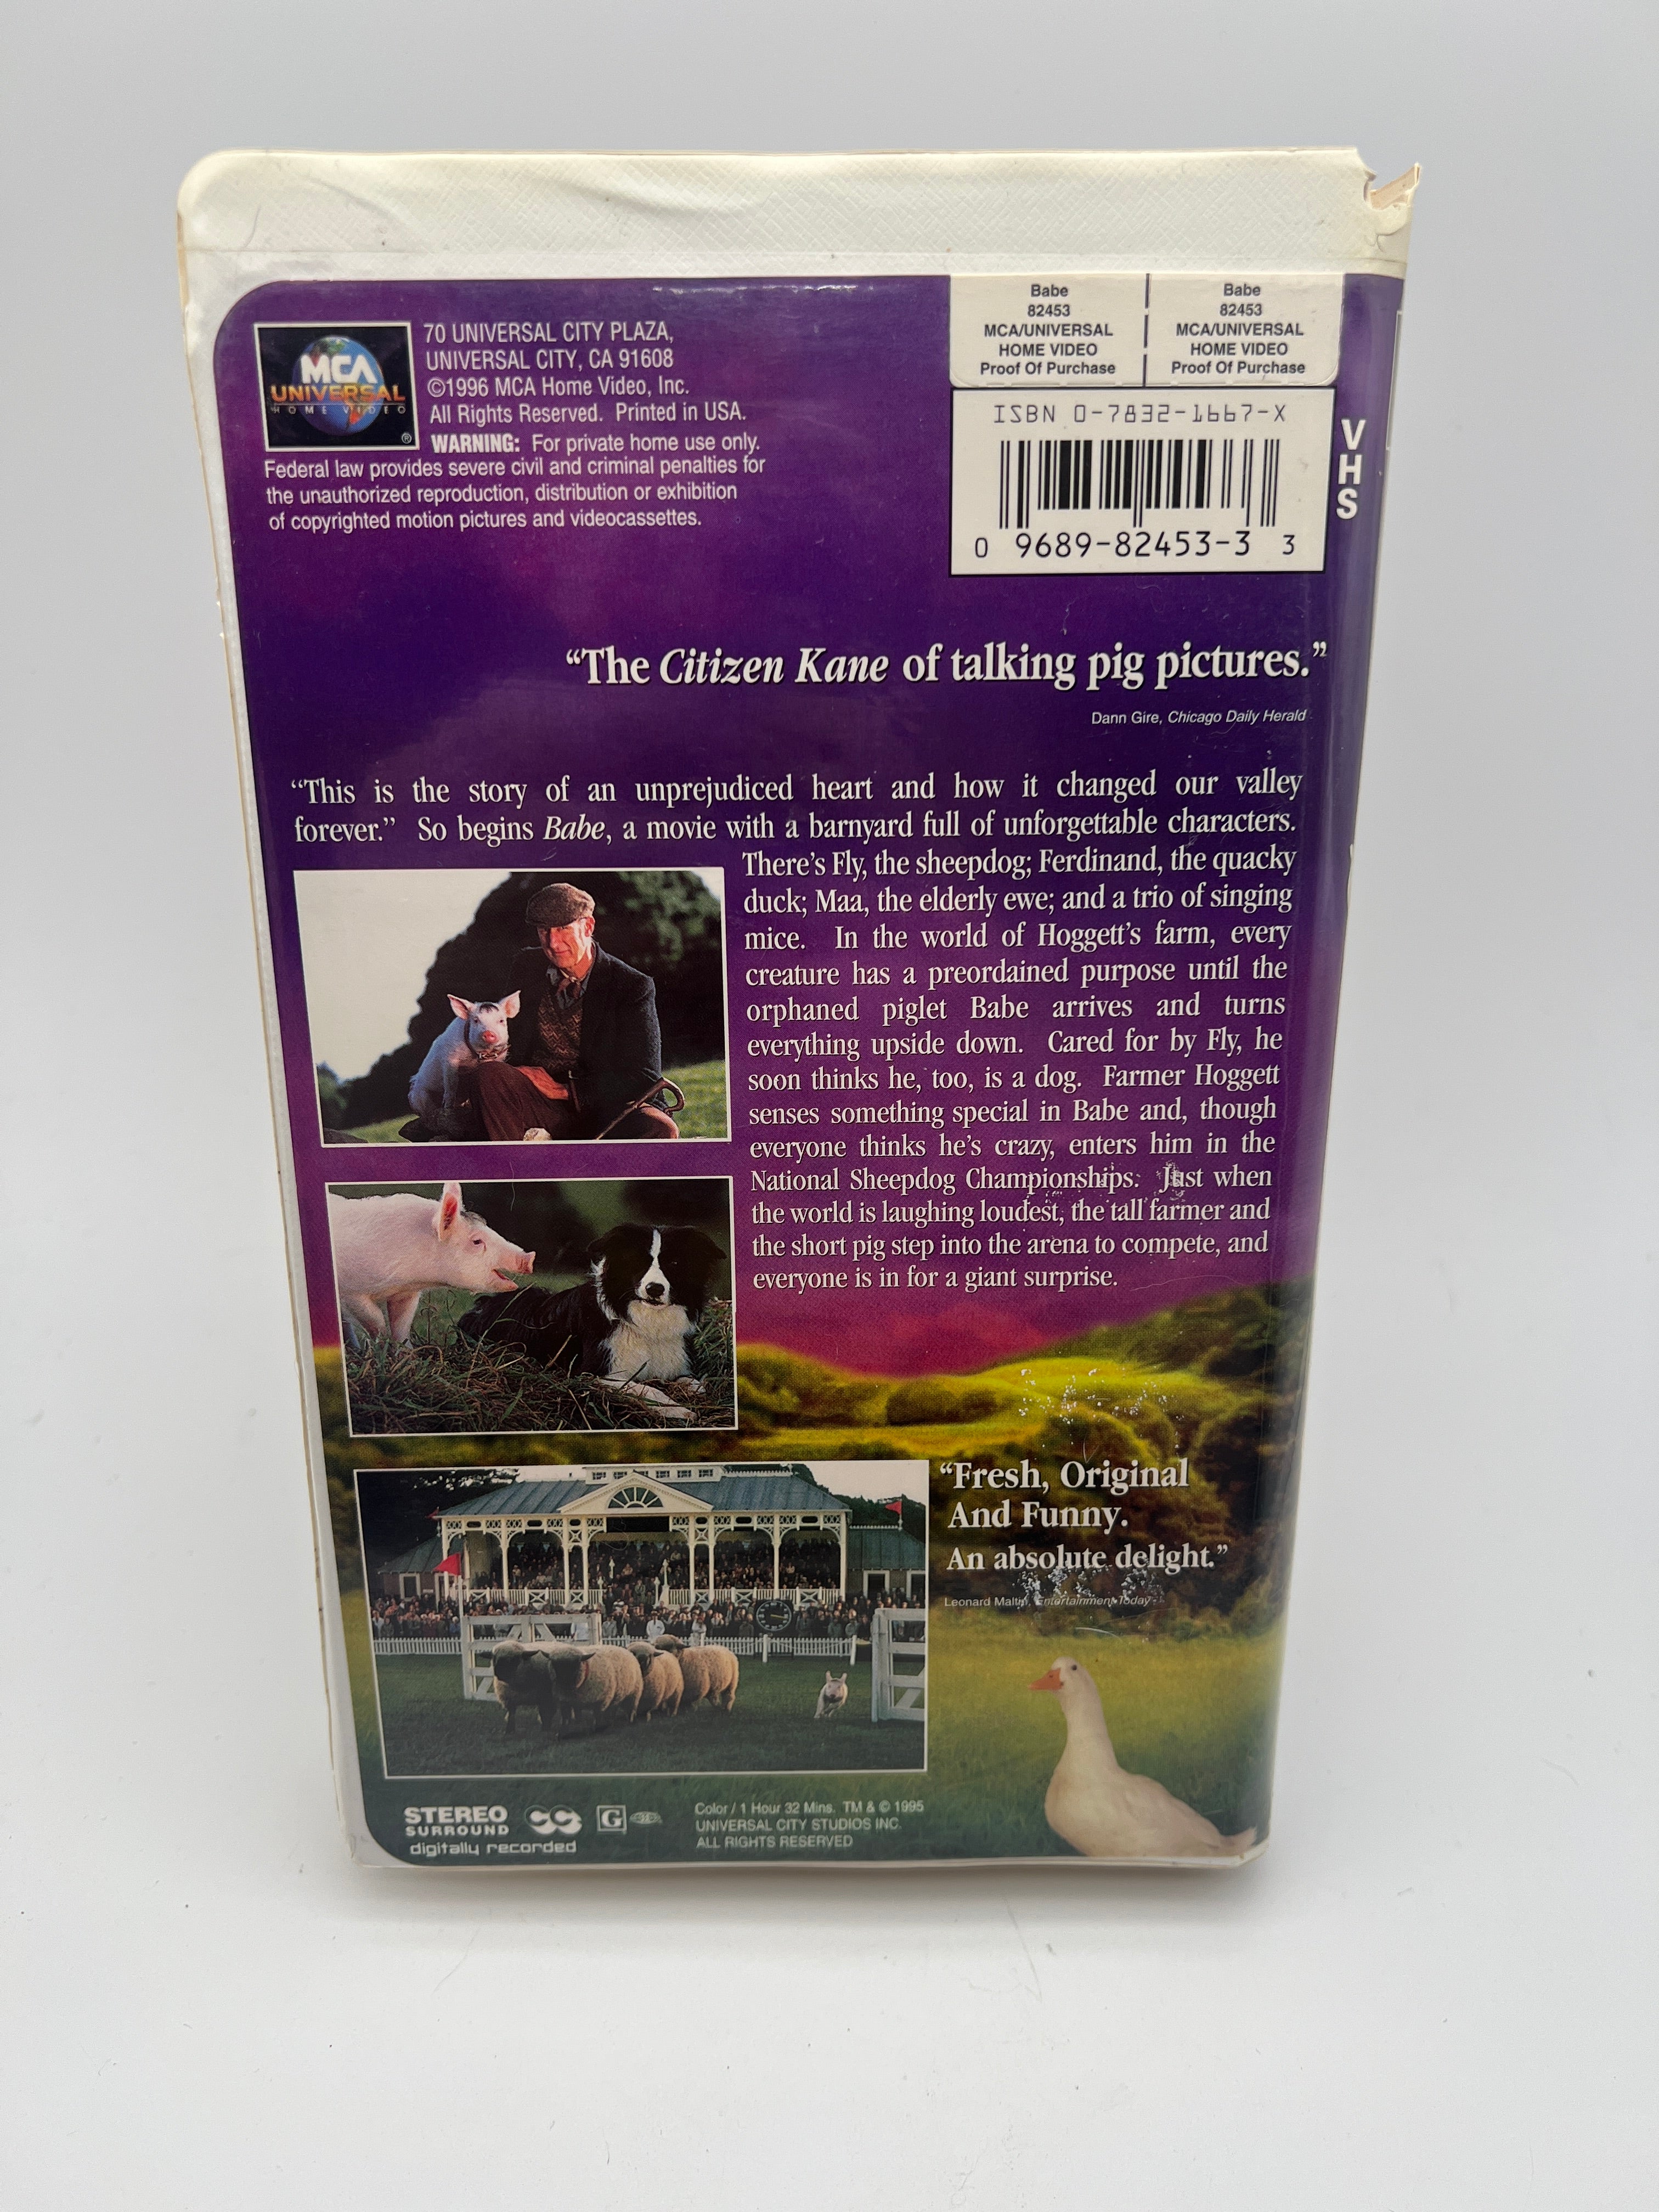 MCA
UNIVERSAL
HOME VIDEO
®
70 UNIVERSAL CITY PLAZA,
UNIVERSAL CITY, CA 91608
©1996 MCA Home Video, Inc.
All Rights Reserved. Printed in USA.
WARNING: For private home use only.
Federal law provides severe civil and criminal penalties for
the unauthorized reproduction, distribution or exhibition
of copyrighted motion pictures and videocassettes.
Babe
82453
MCA/UNIVERSAL
HOME VIDEO
Proof Of Purchase
Babe
82453
MCA/UNIVERSAL
HOME VIDEO
Proof Of Purchase
ISBN 0-7832-1667-X
0 9689-82453-3 3
VHS
“The Citizen Kane of talking pig pictures.”
Dann Gire, Chicago Daily Herald
“This is the story of an unprejudiced heart and how it changed our valley
forever.” So begins Babe, a movie with a barnyard full of unforgettable characters.
There’s Fly, the sheepdog; Ferdinand, the quacky
duck; Maa, the elderly ewe; and a trio of singing
mice. In the world of Hoggett’s farm, every
creature has a preordained purpose until the
orphaned piglet Babe arrives and turns
everything upside down. Cared for by Fly, he
soon thinks he, too, is a dog. Farmer Hoggett
senses something special in Babe and, though
everyone thinks he’s crazy, enters him in the
National Sheepdog Championships. Just when
the world is laughing loudest, the tall farmer and
the short pig step into the arena to compete, and
everyone is in for a giant surprise.
“Fresh, Original
And Funny.
An absolute delight.”
Leonard Maltin, Entertainment Today
STEREO
SURROUND
digitally recorded
CC
G
Color / 1 Hour 32 Mins. TM & © 1995
UNIVERSAL CITY STUDIOS INC.
ALL RIGHTS RESERVED